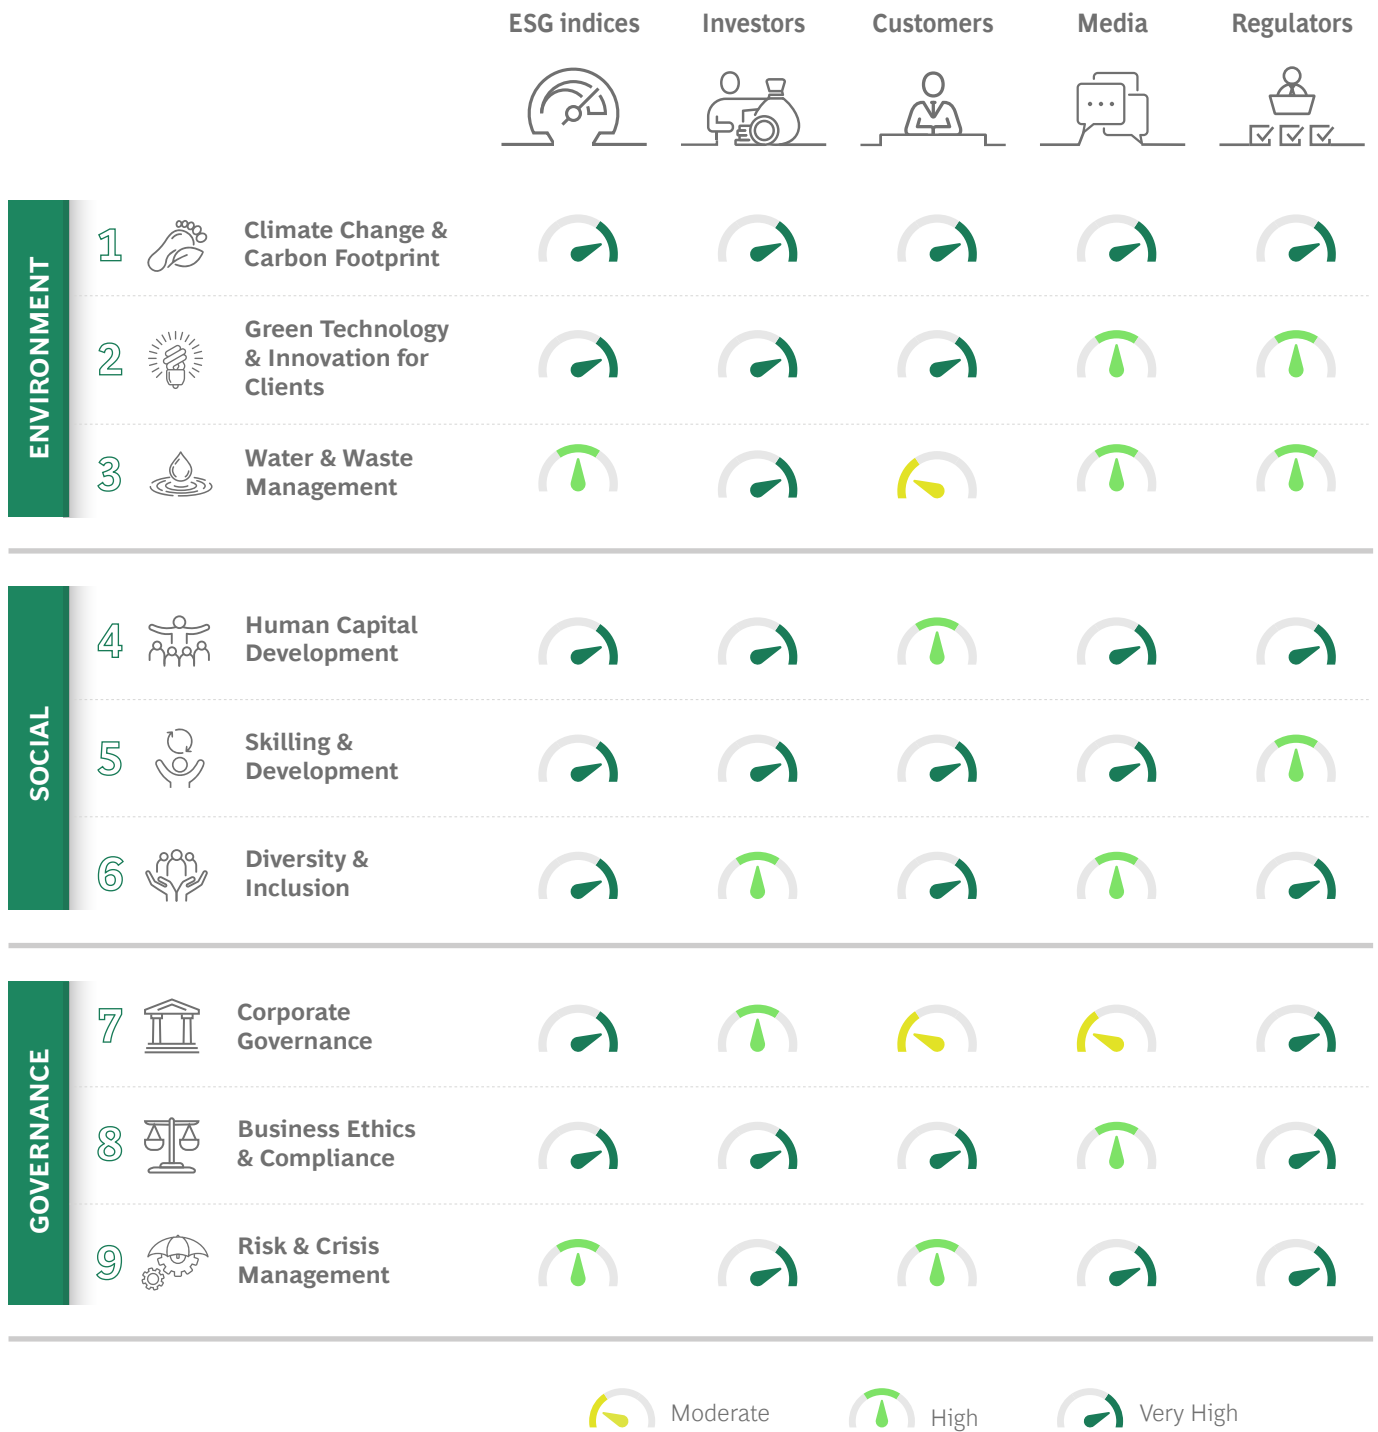 ESG indices
Investors
Customers
Media
Regulators
ENVIRONMENT
1
Climate Change &
Carbon Footprint
2
Green Technology
& Innovation for
Clients
3
Water & Waste
Management
SOCIAL
4
Human Capital
Development
5
Skilling &
Development
6
Diversity &
Inclusion
GOVERNANCE
7
Corporate
Governance
8
Business Ethics
& Compliance
9
Risk & Crisis
Management
Moderate
High
Very High